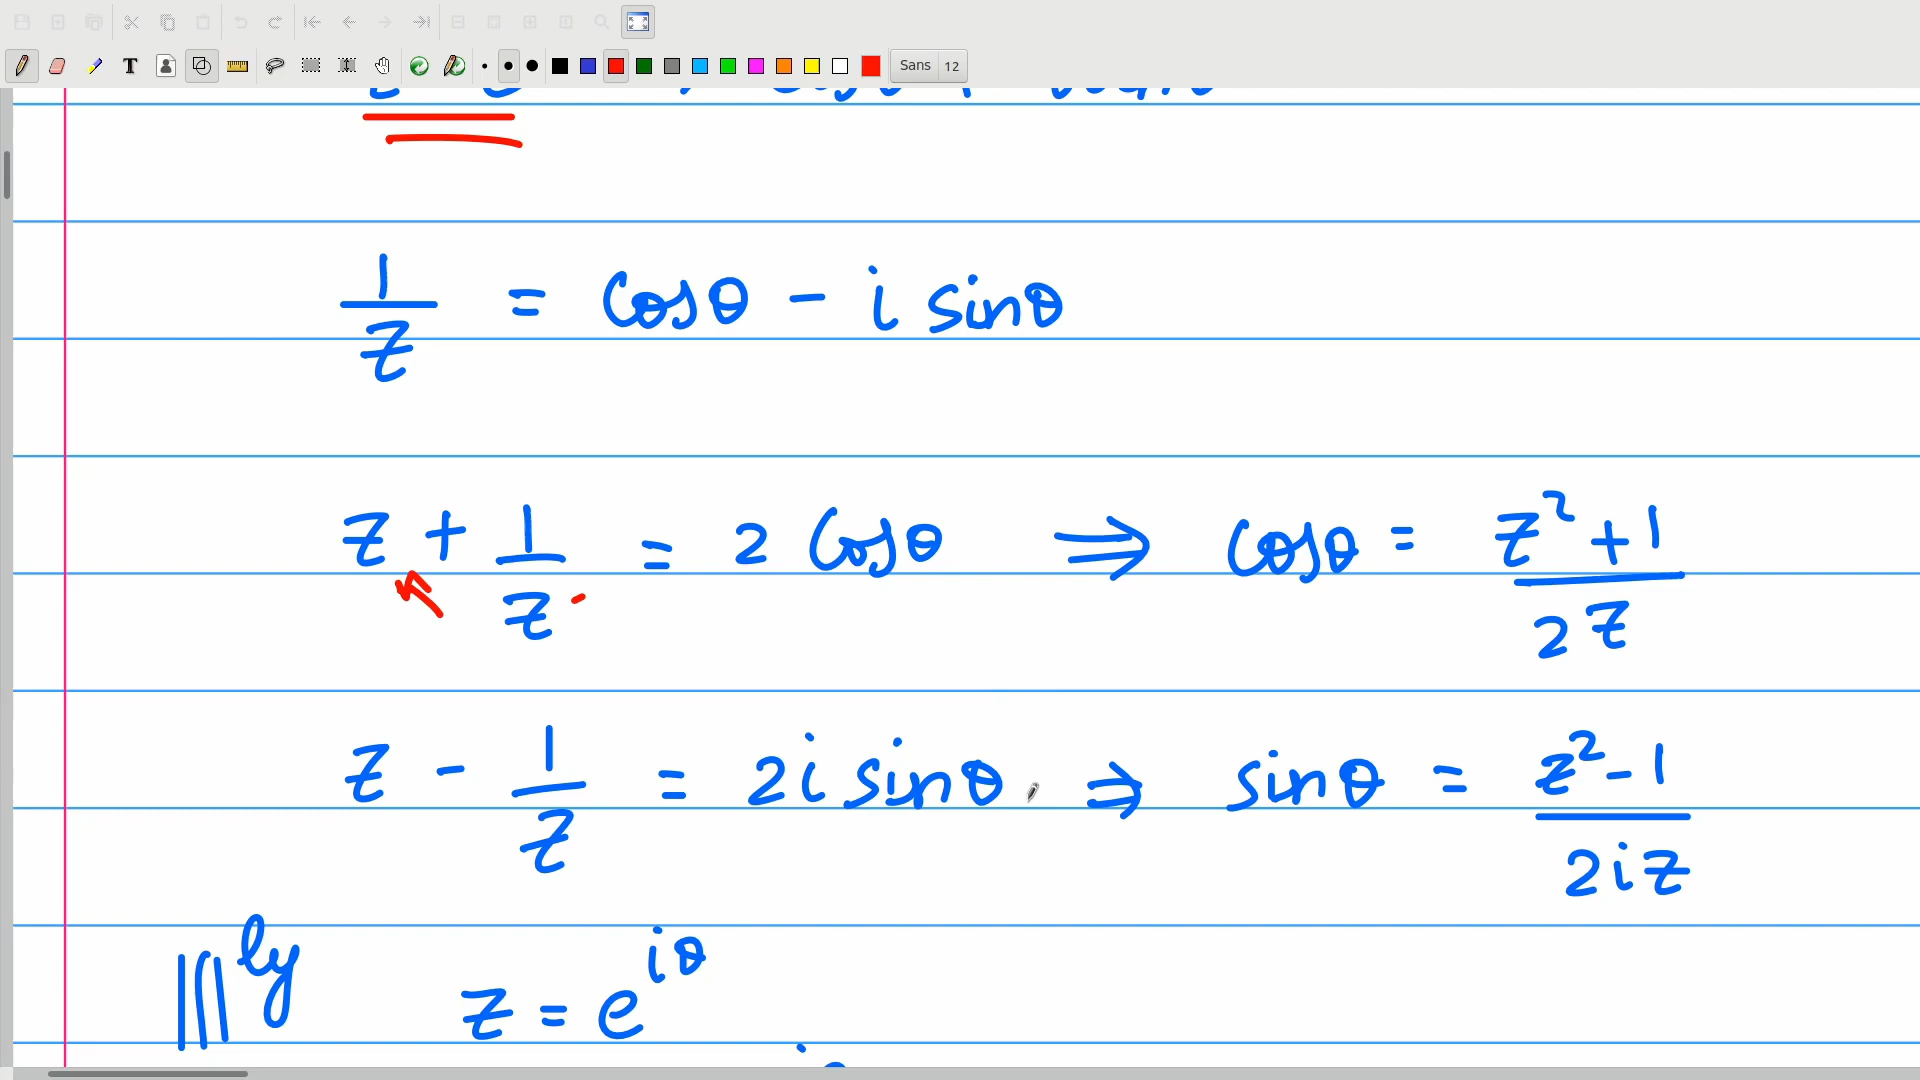 Sans 12
1/z = cosθ - i sinθ
z + 1/z = 2 cosθ ⇒ cosθ = (z² + 1)/(2z)
z - 1/z = 2i sinθ ⇒ sinθ = (z² - 1)/(2iz)
|||ly z = e^(iθ)